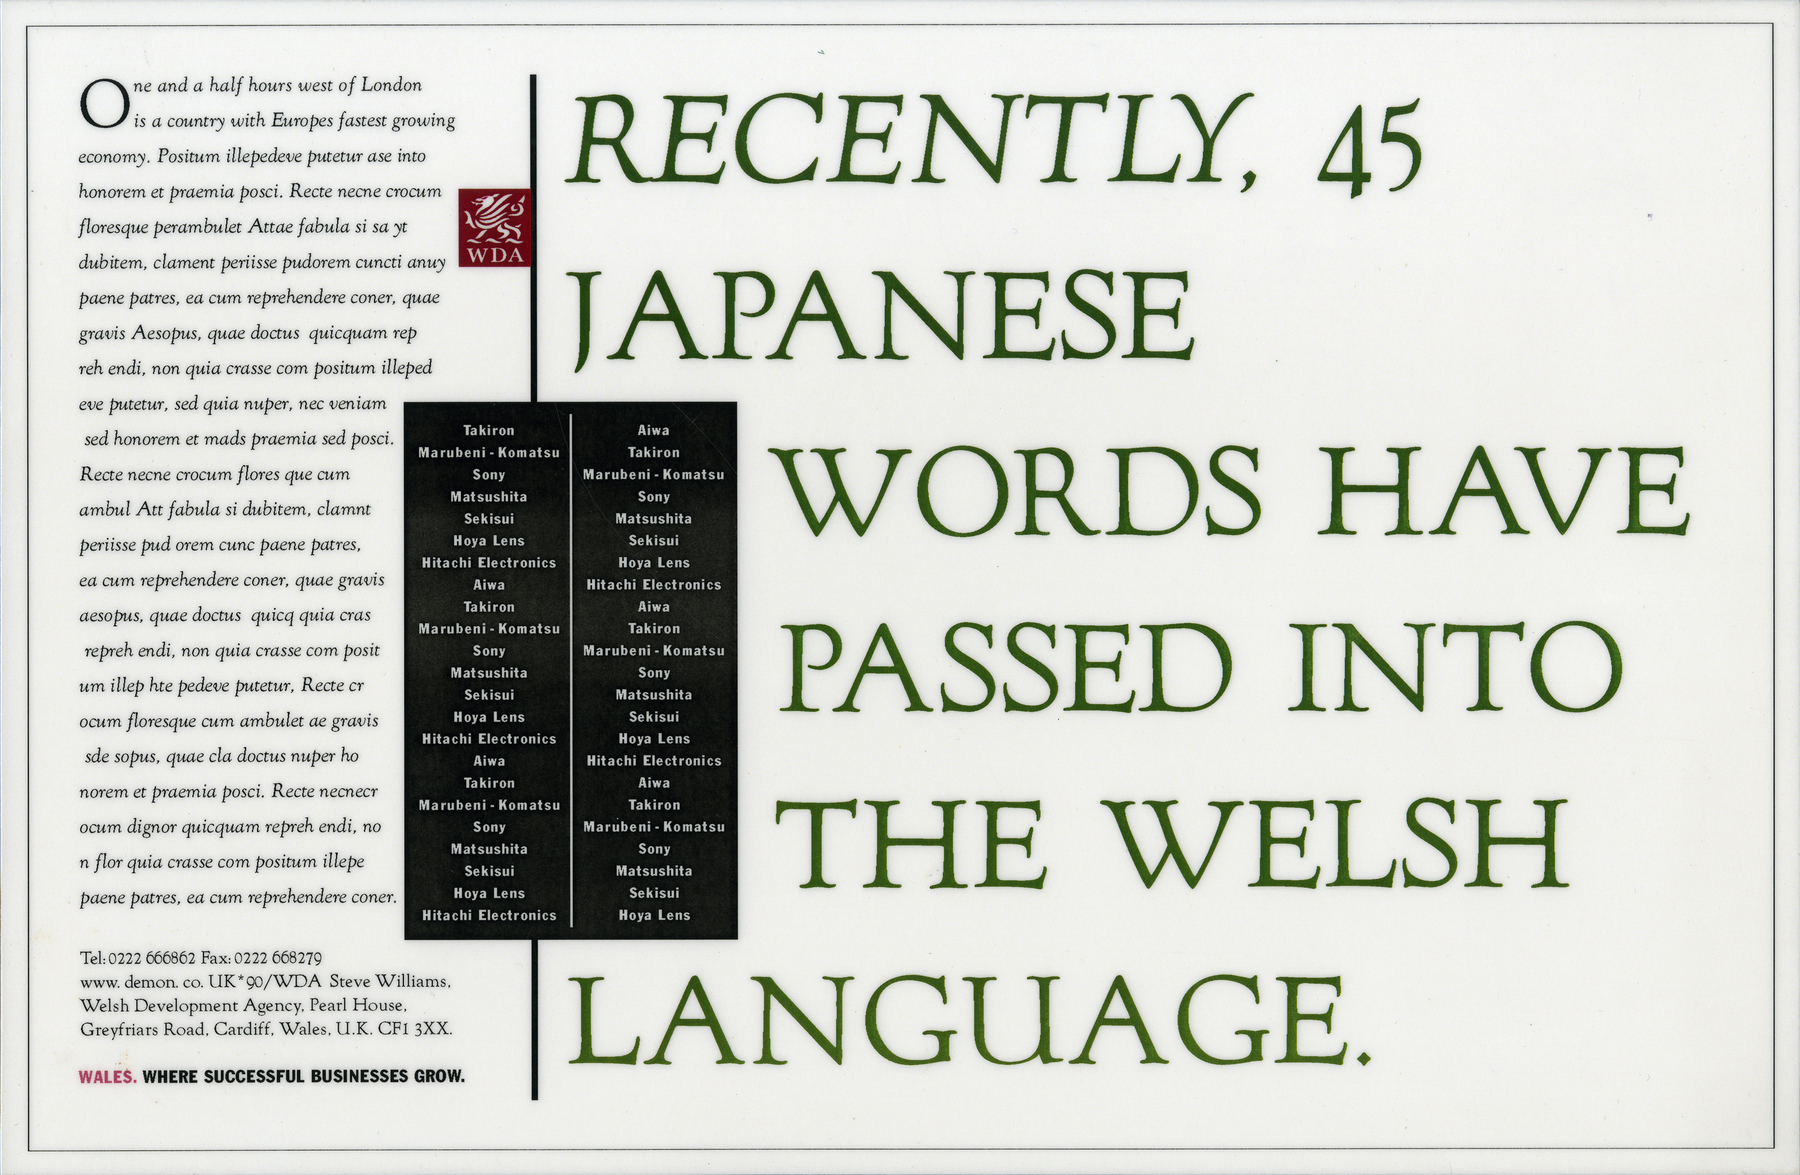 One and a half hours west of London
is a country with Europes fastest growing
economy. Positum illepedeve putetur ase into
honorem et praemia posci. Recte necne crocum
floresque perambulet Attae fabula si sa yt
dubitem, clament periisse pudorem cuncti anuy
paene patres, ea cum reprehendere coner, quae
gravis Aesopus, quae doctus quicquam rep
reh endi, non quia crasse com positum illeped
eve putetur, sed quia nuper, nec veniam
sed honorem et mads praemia sed posci.
Recte necne crocum flores que cum
ambul Att fabula si dubitem, clamnt
periisse pud orem cunc paene patres,
ea cum reprehendere coner, quae gravis
aesopus, quae doctus quicq quia cras
repreh endi, non quia crasse com posit
um illep hte pedeve putetur, Recte cr
ocum floresque cum ambulet ae gravis
sde sopus, quae cla doctus nuper ho
norem et praemia posci. Recte necnecr
ocum dignor quicquam repreh endi, no
n flor quia crasse com positum illepe
paene patres, ea cum reprehendere coner.
Tel: 0222 666862 Fax: 0222 668279
www. demon. co. UK*90/WDA Steve Williams,
Welsh Development Agency, Pearl House,
Greyfriars Road, Cardiff, Wales, U.K. CF1 3XX.
WALES. WHERE SUCCESSFUL BUSINESSES GROW.
WDA
Takiron
Marubeni - Komatsu
Sony
Matsushita
Sekisui
Hoya Lens
Hitachi Electronics
Aiwa
Takiron
Marubeni - Komatsu
Sony
Matsushita
Sekisui
Hoya Lens
Hitachi Electronics
Aiwa
Takiron
Marubeni - Komatsu
Sony
Matsushita
Sekisui
Hoya Lens
Hitachi Electronics
Aiwa
Takiron
Marubeni - Komatsu
Sony
Matsushita
Sekisui
Hoya Lens
Hitachi Electronics
Aiwa
Takiron
Marubeni - Komatsu
Sony
Matsushita
Sekisui
Hoya Lens
Hitachi Electronics
Aiwa
Takiron
Marubeni - Komatsu
Sony
Matsushita
Sekisui
Hoya Lens
RECENTLY, 45
JAPANESE
WORDS HAVE
PASSED INTO
THE WELSH
LANGUAGE.